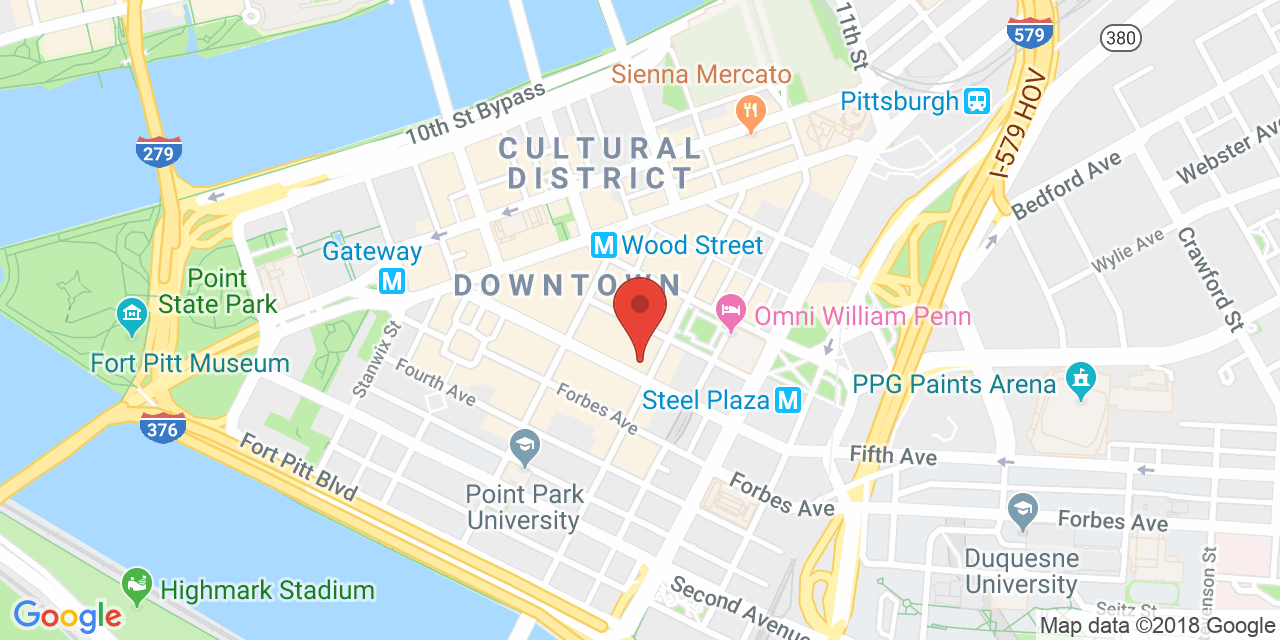 579
380
11th St
Sienna Mercato
Pittsburgh
10th St Bypass
I-579 HOV
279
CULTURAL
DISTRICT
Webster Ave
Bedford Ave
Wylie Ave
Crawford St
Gateway
M
M Wood Street
Point
State Park
DOWNTOWN
Omni William Penn
Fort Pitt Museum
Stanwix St
Fourth Ave
Forbes Ave
Steel Plaza M
PPG Paints Arena
376
Fort Pitt Blvd
Fifth Ave
Point Park
University
Forbes Ave
Forbes Ave
Duquesne
University
Highmark Stadium
Second Avenue
Seitz St
enson St
Google
Map data ©2018 Google